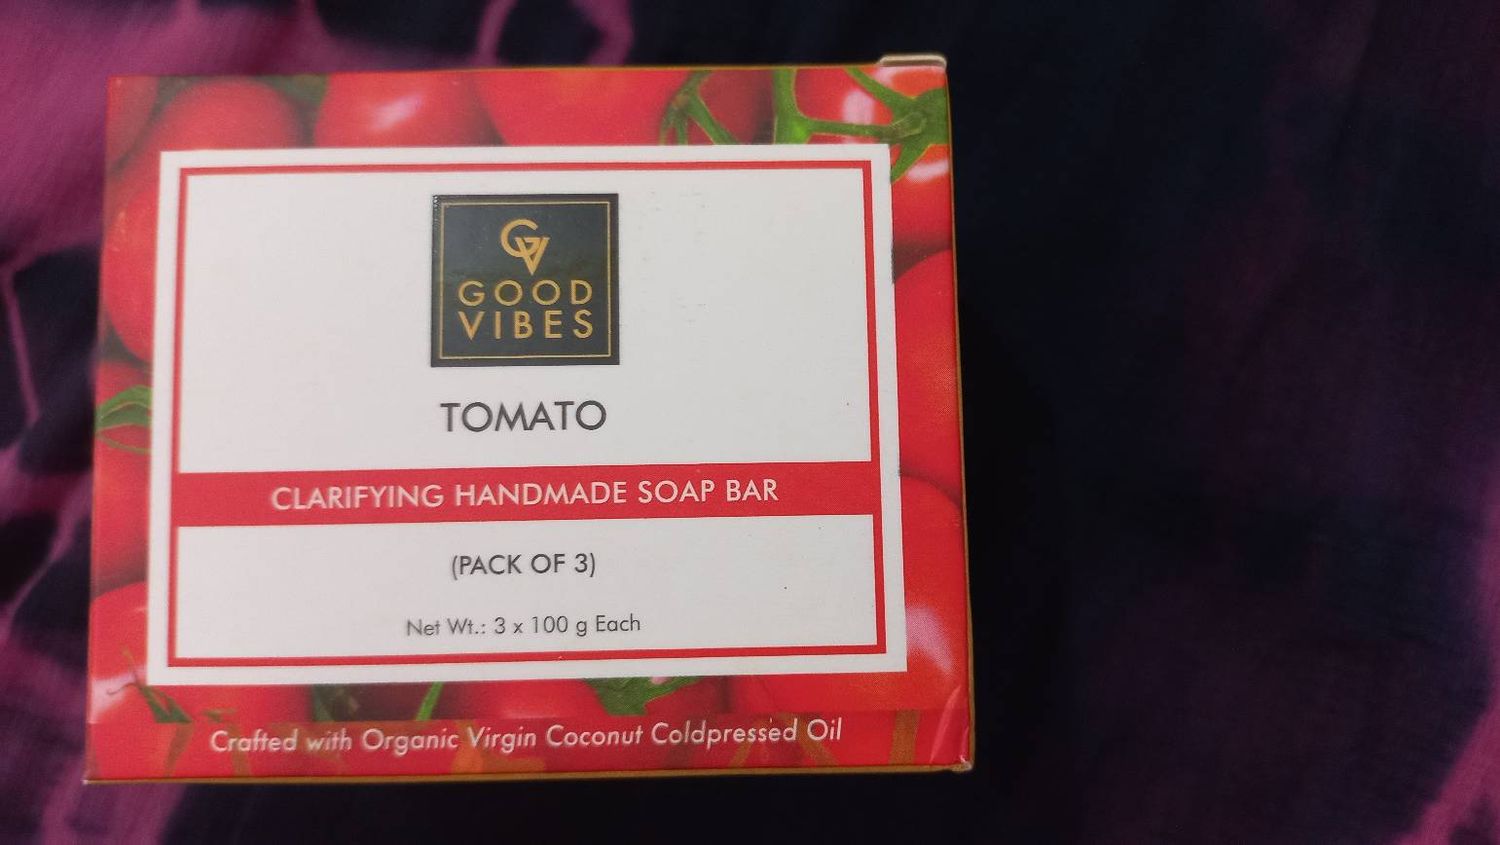 GV
GOOD
VIBES
TOMATO
CLARIFYING HANDMADE SOAP BAR
(PACK OF 3)
Net Wt.: 3 x 100 g Each
Crafted with Organic Virgin Coconut Coldpressed Oil